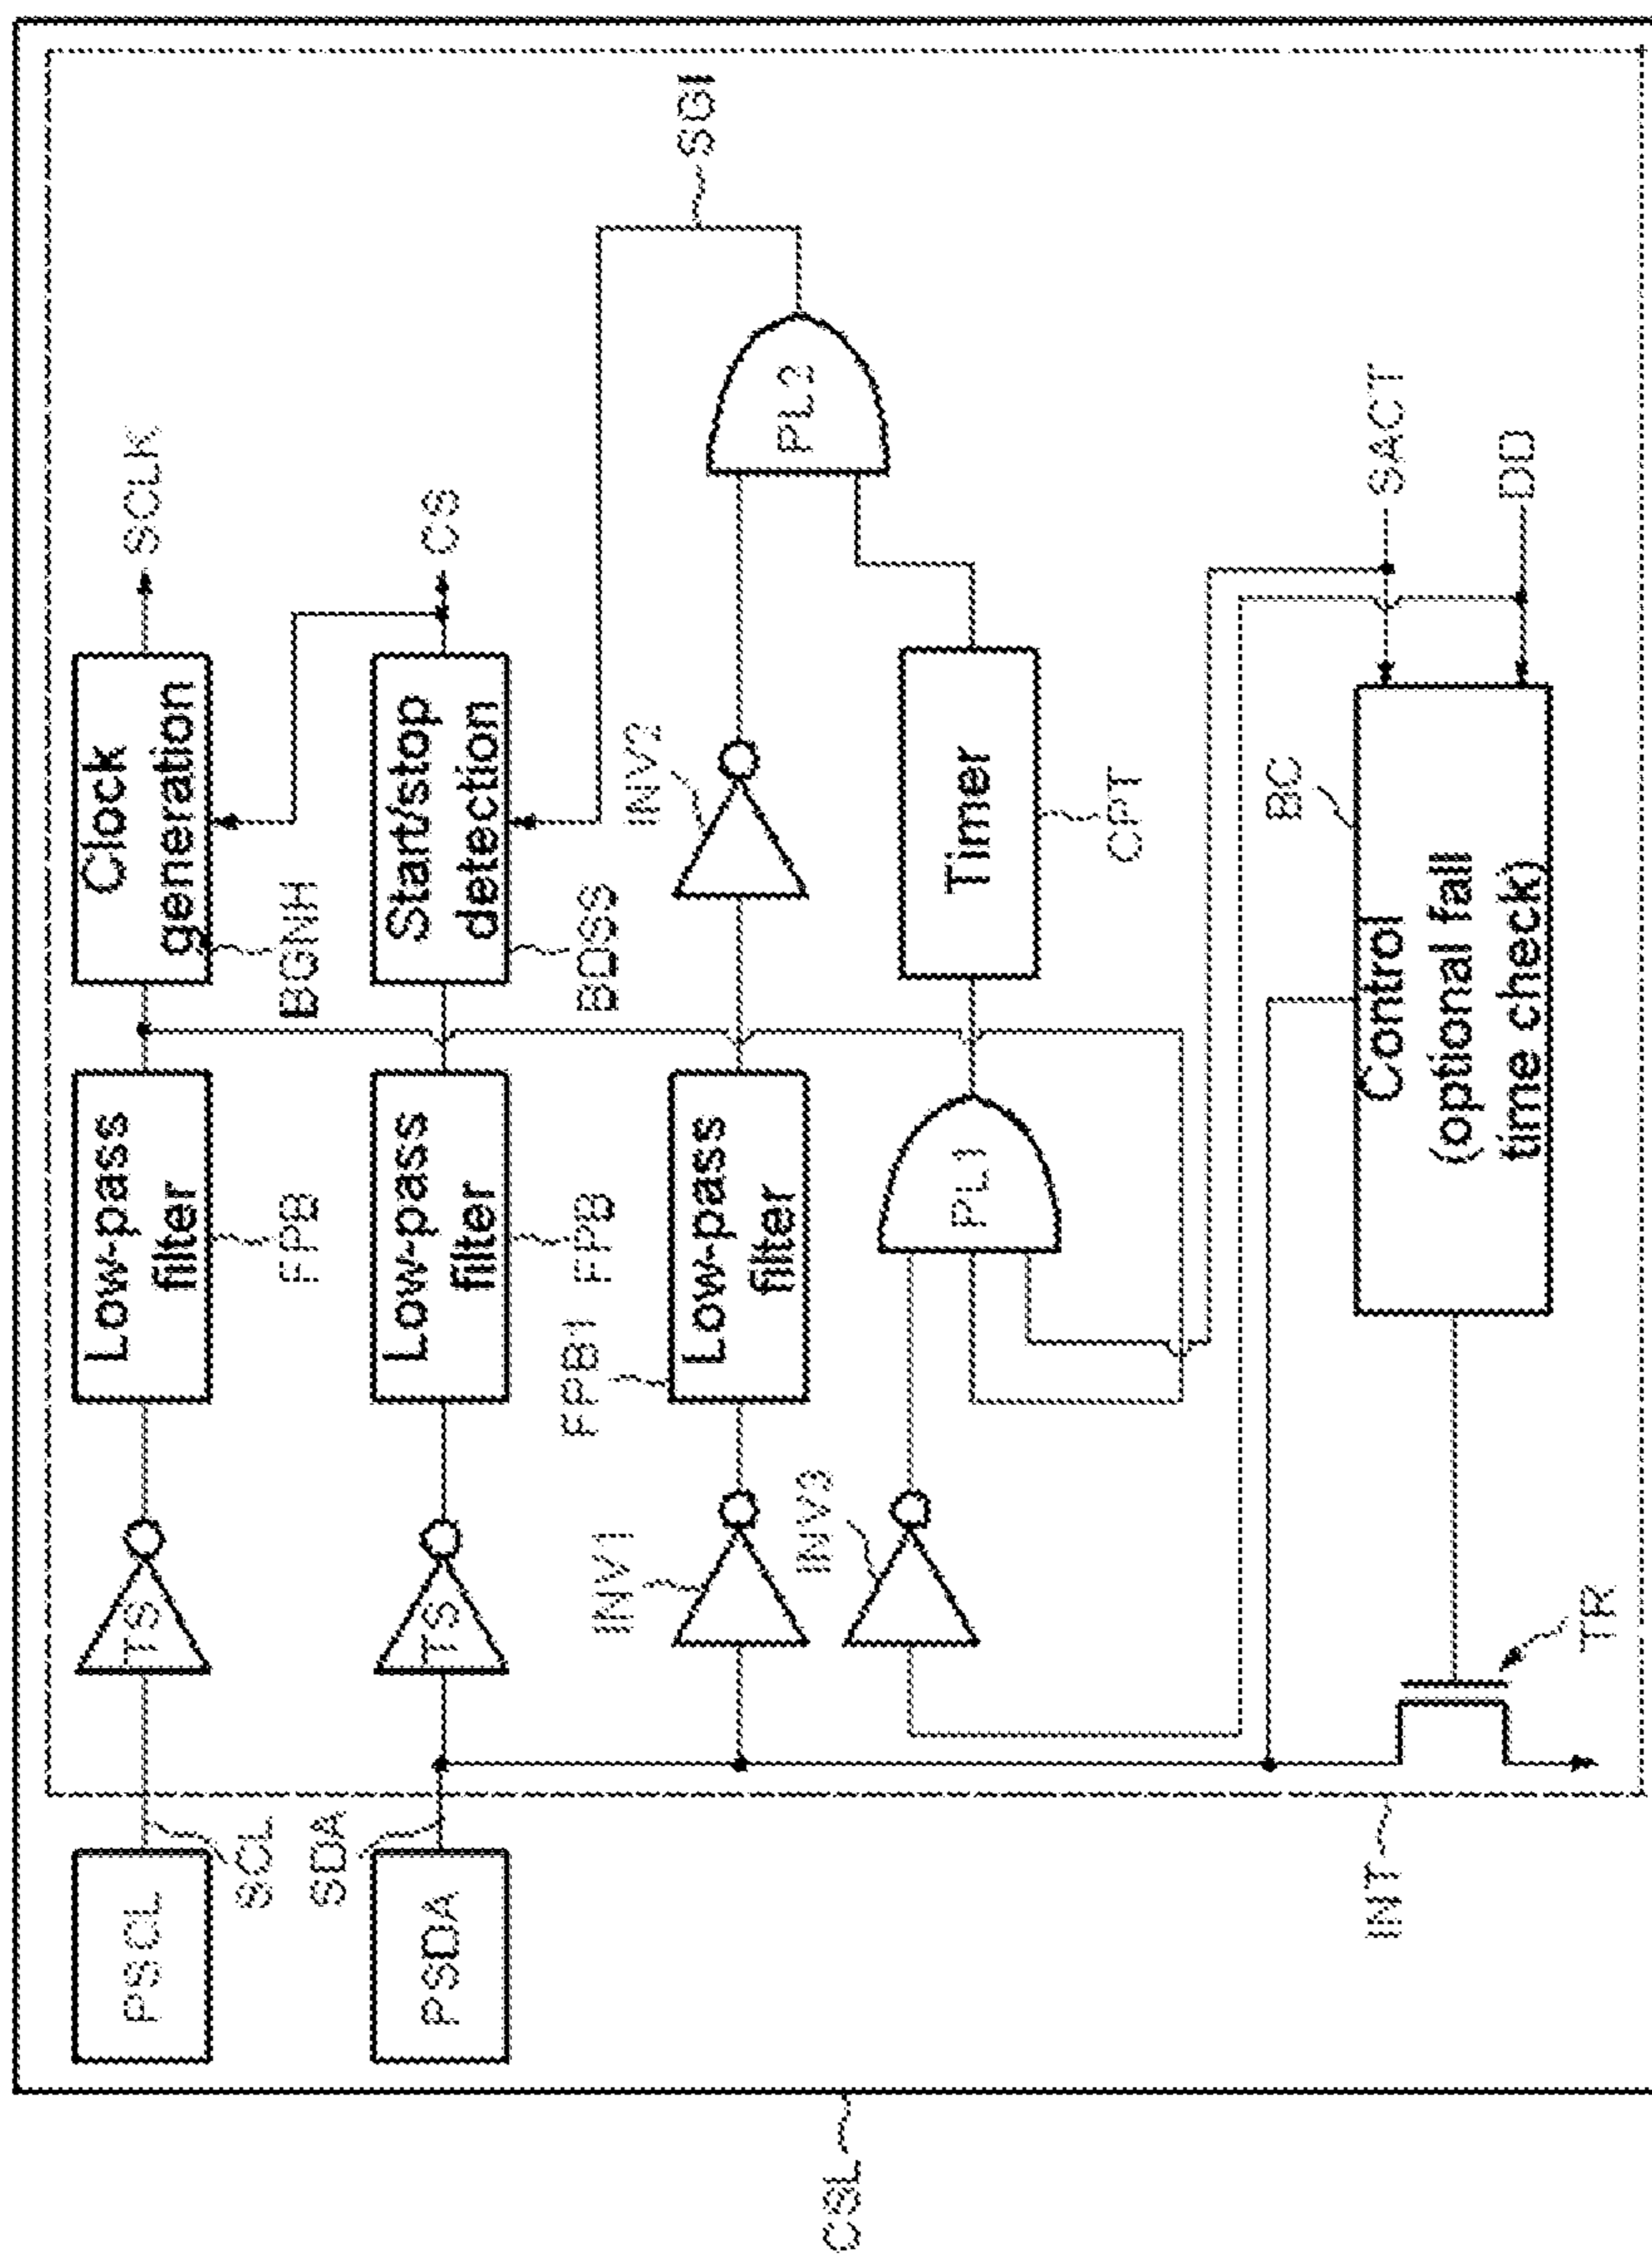 PSCL
SCL
TS
Low-pass
filter
FPB
Clock
generation
BGNH
SCLK
PSDA
SDA
TS
Low-pass
filter
FPB
Start/stop
detection
BDSS
CS
INV1
FPB1
Low-pass
filter
INV2
PL2
SGI
INV3
PL1
Timer
CPT
BC
Control
(optional fall
time check)
SACT
DD
TR
INT
CSL